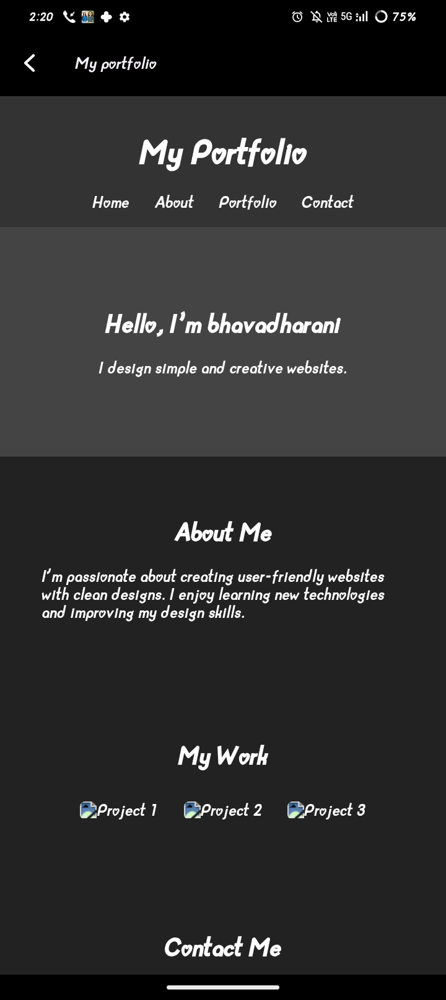 2:20 VoLTE 5G 75%
My portfolio
My Portfolio
Home About Portfolio Contact
Hello, I'm bhavadharani
I design simple and creative websites.
About Me
I'm passionate about creating user-friendly websites
with clean designs. I enjoy learning new technologies
and improving my design skills.
My Work
Project 1 Project 2 Project 3
Contact Me